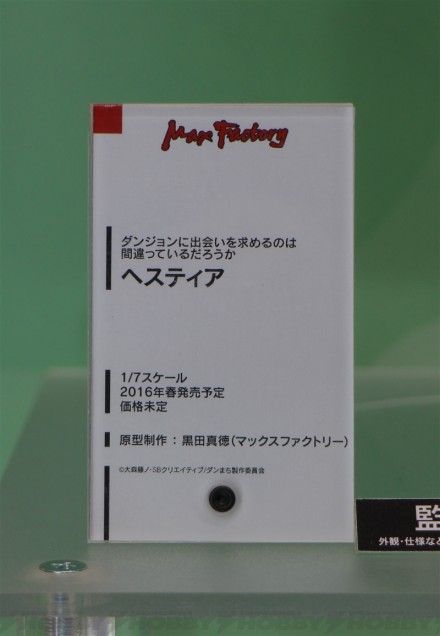 Max Factory
ダンジョンに出会いを求めるのは
間違っているだろうか
ヘスティア
1/7スケール
2016年春発売予定
価格未定
原型制作：黒田真徳(マックスファクトリー)
©大森藤ノ・SBクリエイティブ/ダンまち製作委員会
監
外観・仕様など
HOBBY HOBBY HOBBY HOBBY